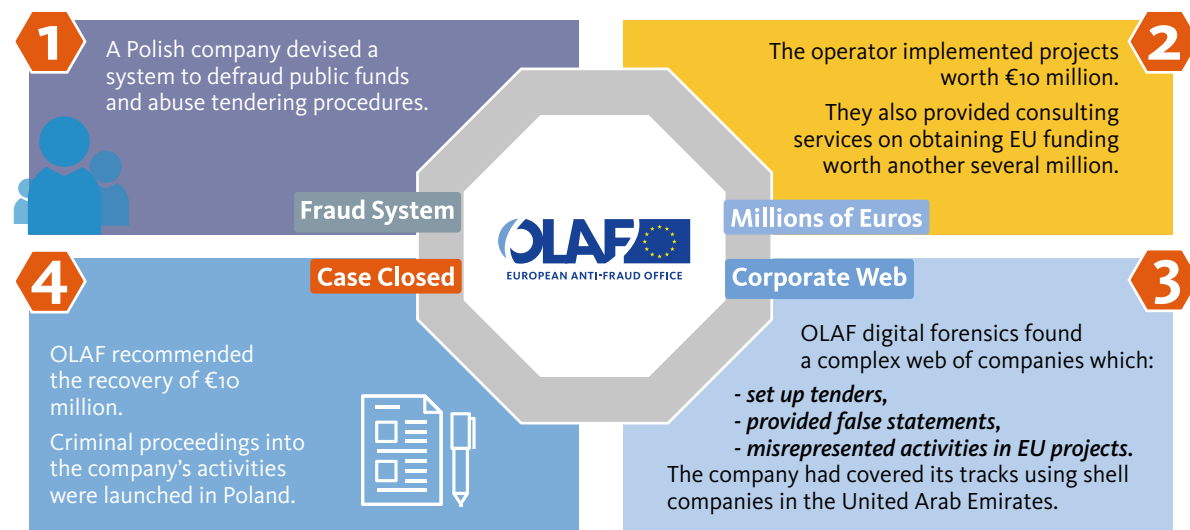 1
A Polish company devised a
system to defraud public funds
and abuse tendering procedures.
Fraud System
2
The operator implemented projects
worth €10 million.
They also provided consulting
services on obtaining EU funding
worth another several million.
Millions of Euros
OLAF
EUROPEAN ANTI-FRAUD OFFICE
Corporate Web
3
OLAF digital forensics found
a complex web of companies which:
- set up tenders,
- provided false statements,
- misrepresented activities in EU projects.
The company had covered its tracks using shell
companies in the United Arab Emirates.
4
Case Closed
OLAF recommended
the recovery of €10
million.
Criminal proceedings into
the company's activities
were launched in Poland.